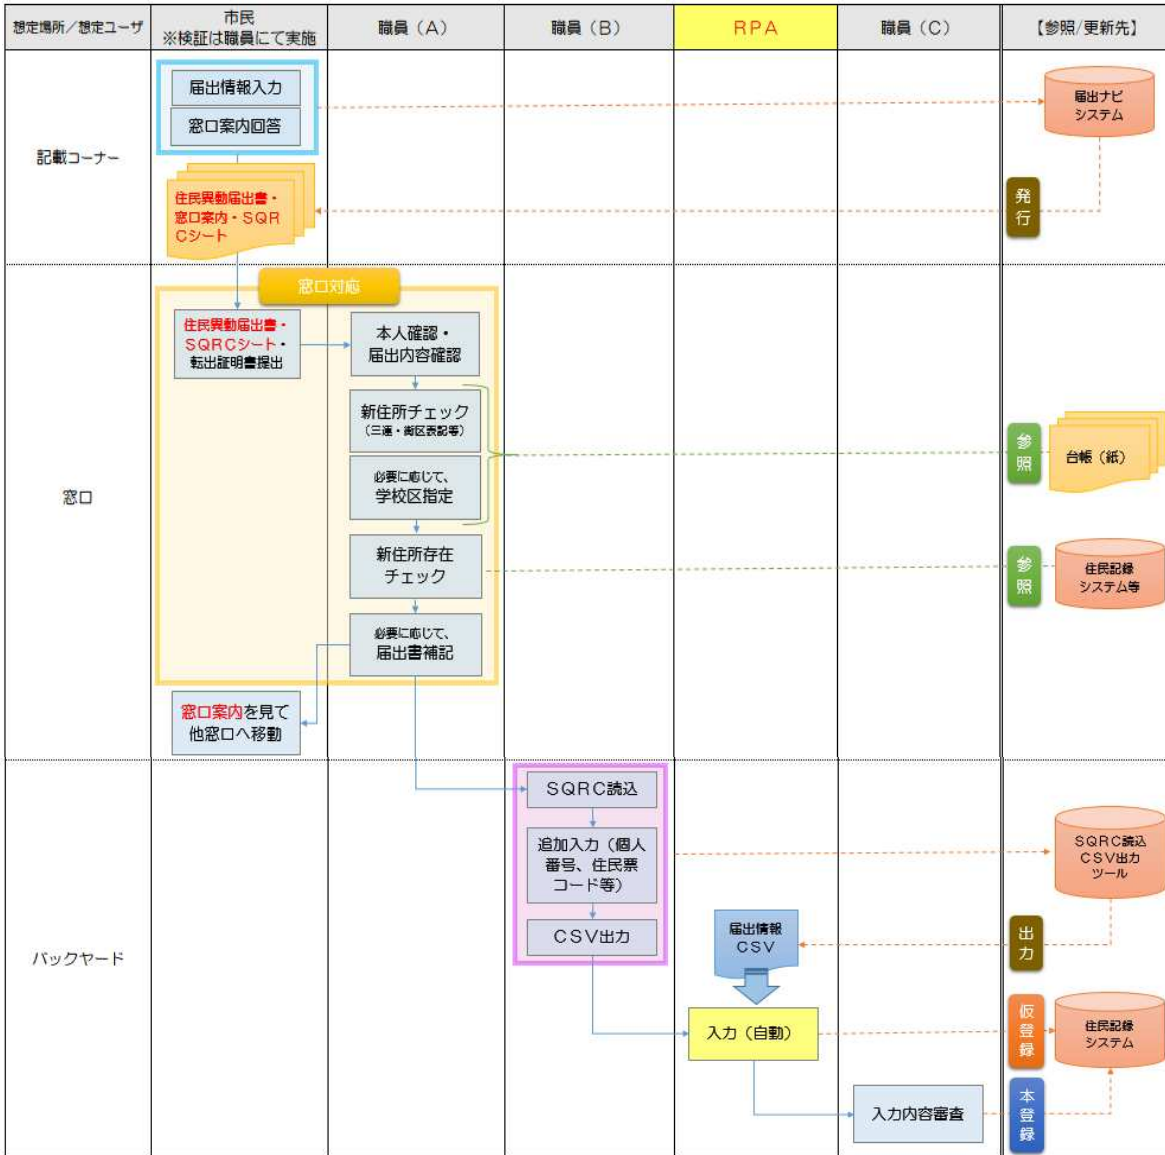 想定場所/想定ユーザ
市民
※検証は職員にて実施
職員（A）
職員（B）
RPA
職員（C）
【参照/更新先】
記載コーナー
届出情報入力
窓口案内回答
届出ナビ
システム
住民異動届出書・
窓口案内・SQR
Cシート
発
行
窓口
窓口対応
住民異動届出書・
SQRCシート・
転出証明書提出
本人確認・
届出内容確認
新住所チェック
（三連・街区表記等）
必要に応じて、
学校区指定
参
照
台帳（紙）
新住所存在
チェック
参
照
住民記録
システム等
必要に応じて、
届出書補記
窓口案内を見て
他窓口へ移動
バックヤード
SQRC読込
追加入力（個人
番号、住民票
コード等）
CSV出力
SQRC読込
CSV出力
ツール
届出情報
CSV
出
力
入力（自動）
仮
登
録
住民記録
システム
入力内容審査
本
登
録